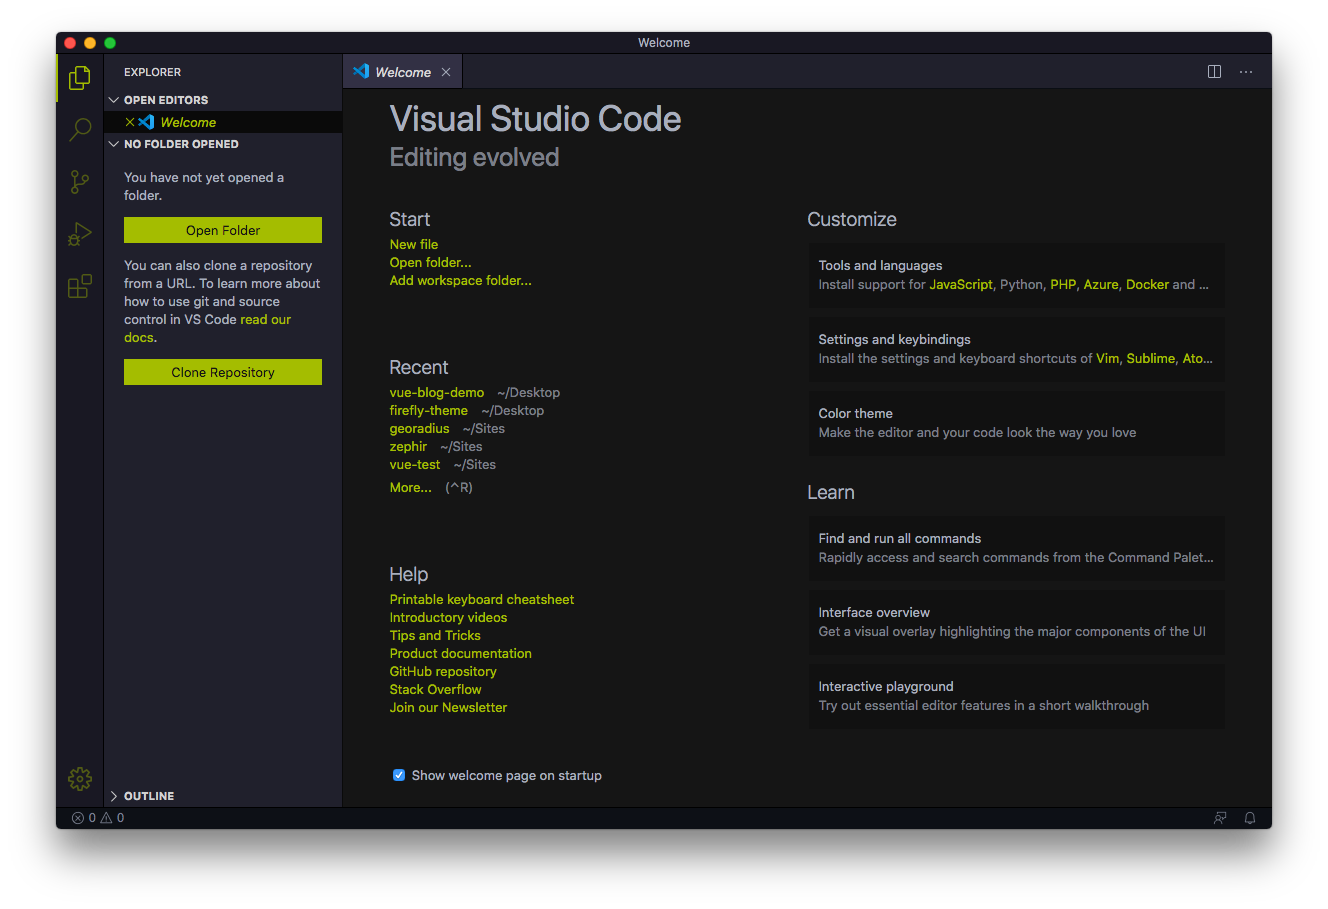 Welcome
EXPLORER
OPEN EDITORS
Welcome
NO FOLDER OPENED
You have not yet opened a
folder.
Open Folder
You can also clone a repository
from a URL. To learn more about
how to use git and source
control in VS Code read our
docs.
Clone Repository
OUTLINE
Welcome
Visual Studio Code
Editing evolved
Start
New file
Open folder...
Add workspace folder...
Recent
vue-blog-demo ~/Desktop
firefly-theme ~/Desktop
georadius ~/Sites
zephir ~/Sites
vue-test ~/Sites
More... (^R)
Help
Printable keyboard cheatsheet
Introductory videos
Tips and Tricks
Product documentation
GitHub repository
Stack Overflow
Join our Newsletter
Show welcome page on startup
Customize
Tools and languages
Install support for JavaScript, Python, PHP, Azure, Docker and ...
Settings and keybindings
Install the settings and keyboard shortcuts of Vim, Sublime, Ato...
Color theme
Make the editor and your code look the way you love
Learn
Find and run all commands
Rapidly access and search commands from the Command Palet...
Interface overview
Get a visual overlay highlighting the major components of the UI
Interactive playground
Try out essential editor features in a short walkthrough
0 0